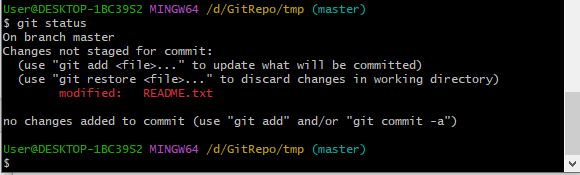 User@DESKTOP-1BC39S2 MINGW64 /d/GitRepo/tmp (master)
$ git status
On branch master
Changes not staged for commit:
  (use "git add <file>..." to update what will be committed)
  (use "git restore <file>..." to discard changes in working directory)
        modified:   README.txt

no changes added to commit (use "git add" and/or "git commit -a")

User@DESKTOP-1BC39S2 MINGW64 /d/GitRepo/tmp (master)
$